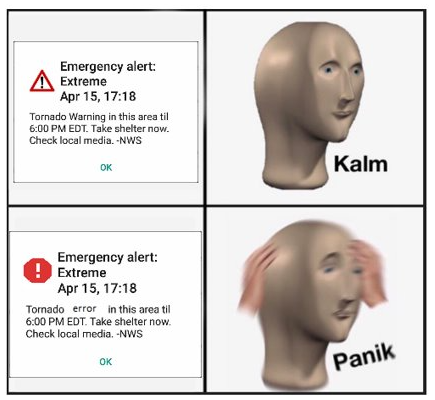 Emergency alert:
Extreme
Apr 15, 17:18
Tornado Warning in this area til
6:00 PM EDT. Take shelter now.
Check local media. -NWS
OK
Kalm
Emergency alert:
Extreme
Apr 15, 17:18
Tornado error in this area til
6:00 PM EDT. Take shelter now.
Check local media. -NWS
OK
Panik